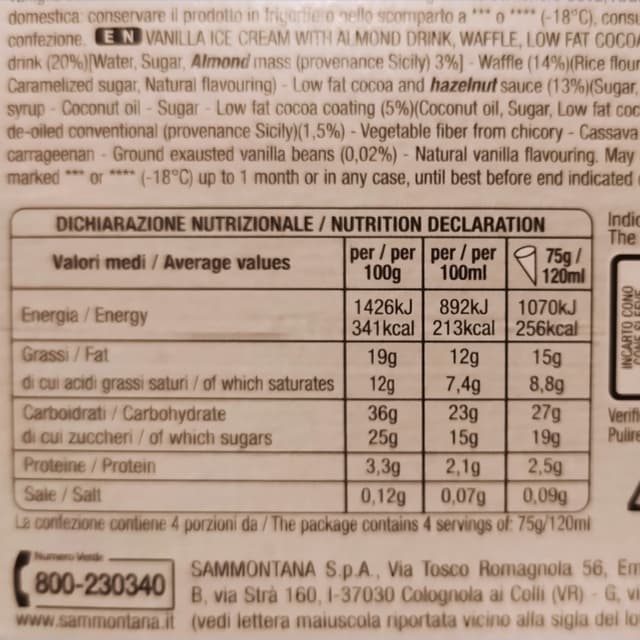 domestica: conservare il prodotto in frigorifero o nello scomparto a *** o **** (-18°C), cons
confezione. EN VANILLA ICE CREAM WITH ALMOND DRINK, WAFFLE, LOW FAT COCOA
drink (20%)[Water, Sugar, Almond mass (provenance Sicily) 3%] - Waffle (14%)(Rice flour
Caramelized sugar, Natural flavouring) - Low fat cocoa and hazelnut sauce (13%)(Sugar,
syrup - Coconut oil - Sugar - Low fat cocoa coating (5%)(Coconut oil, Sugar, Low fat coc
de-oiled conventional (provenance Sicily)(1,5%) - Vegetable fiber from chicory - Cassava
carrageenan - Ground exausted vanilla beans (0,02%) - Natural vanilla flavouring. May
marked *** or **** (-18°C) up to 1 month or in any case, until best before end indicated
DICHIARAZIONE NUTRIZIONALE / NUTRITION DECLARATION
Valori medi / Average values per / per 100g per / per 100ml 75g / 120ml
Energia / Energy 1426kJ 892kJ 1070kJ
341kcal 213kcal 256kcal
Grassi / Fat 19g 12g 15g
di cui acidi grassi saturi / of which saturates 12g 7,4g 8,8g
Carboidrati / Carbohydrate 36g 23g 27g
di cui zuccheri / of which sugars 25g 15g 19g
Proteine / Protein 3,3g 2,1g 2,5g
Sale / Salt 0,12g 0,07g 0,09g
La confezione contiene 4 porzioni da / The package contains 4 servings of: 75g/120ml
Indic
The
INCARTO CONO
Verifi
Pulire
Numero Verde
800-230340
www.sammontana.it
SAMMONTANA S.p.A., Via Tosco Romagnola 56, Em
B, via Strà 160, I-37030 Colognola ai Colli (VR) - G, vi
(vedi lettera maiuscola riportata vicino alla sigla del lo